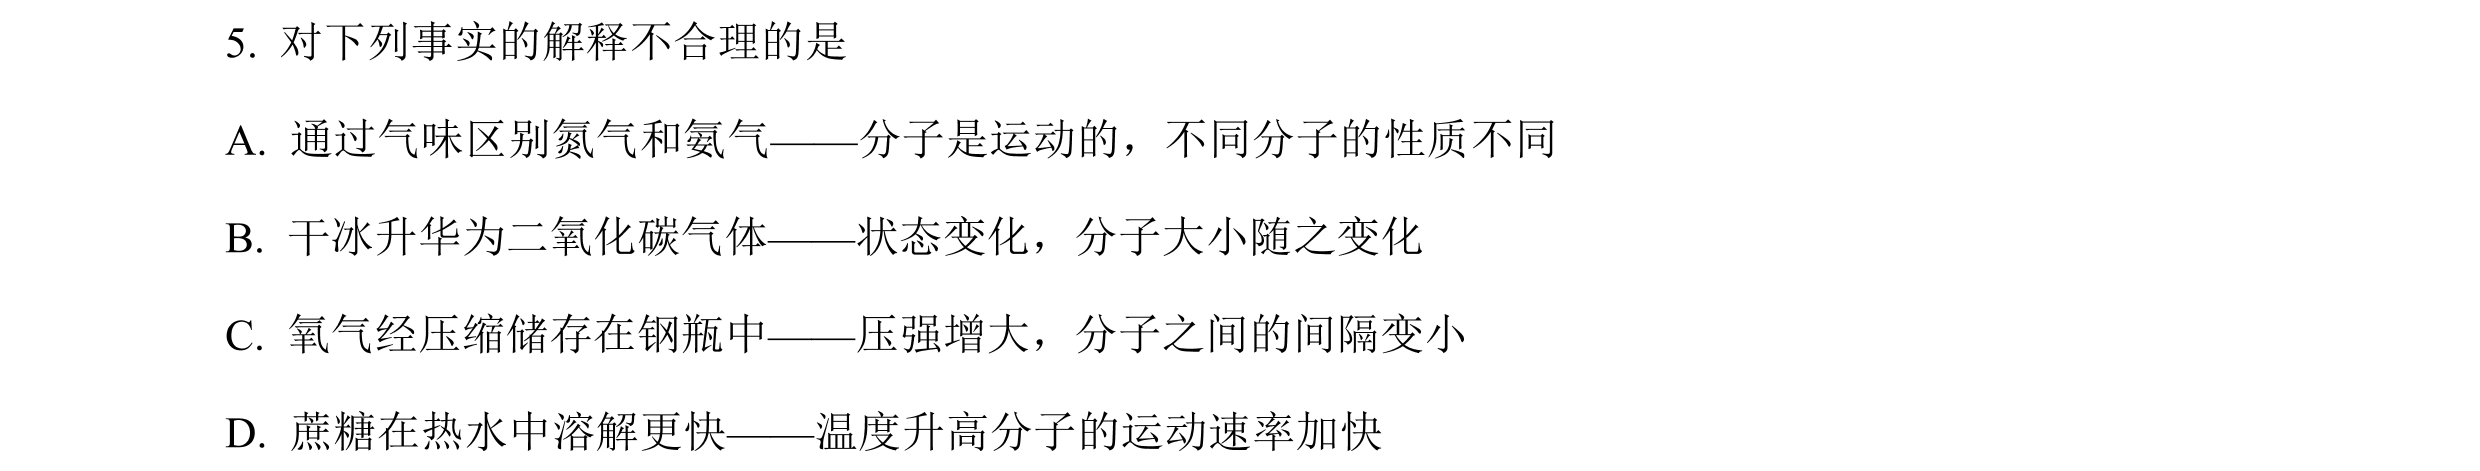 5. 对下列事实的解释不合理的是
A. 通过气味区别氮气和氨气——分子是运动的，不同分子的性质不同
B. 干冰升华为二氧化碳气体——状态变化，分子大小随之变化
C. 氧气经压缩储存在钢瓶中——压强增大，分子之间的间隔变小
D. 蔗糖在热水中溶解更快——温度升高分子的运动速率加快